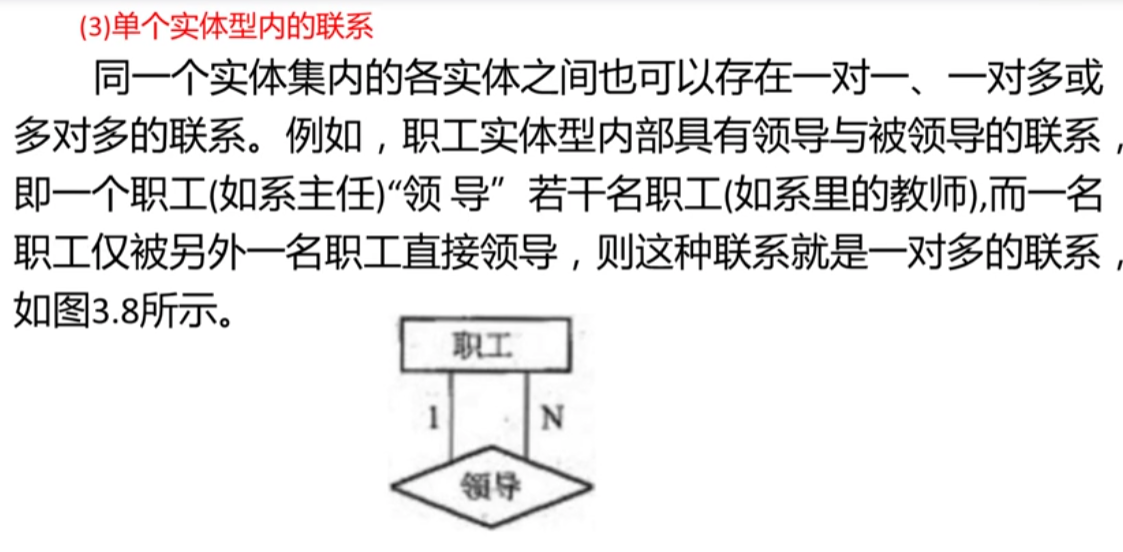 (3)单个实体型内的联系
同一个实体集内的各实体之间也可以存在一对一、一对多或
多对多的联系。例如，职工实体型内部具有领导与被领导的联系，
即一个职工(如系主任)“领 导” 若干名职工(如系里的教师),而一名
职工仅被另外一名职工直接领导，则这种联系就是一对多的联系，
如图3.8所示。
职工
1 N
领导